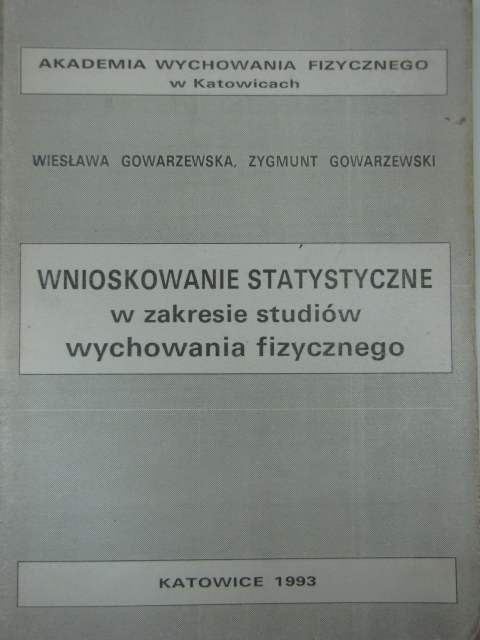 AKADEMIA WYCHOWANIA FIZYCZNEGO
w Katowicach
WIESŁAWA GOWARZEWSKA, ZYGMUNT GOWARZEWSKI
WNIOSKOWANIE STATYSTYCZNE
w zakresie studiów
wychowania fizycznego
KATOWICE 1993